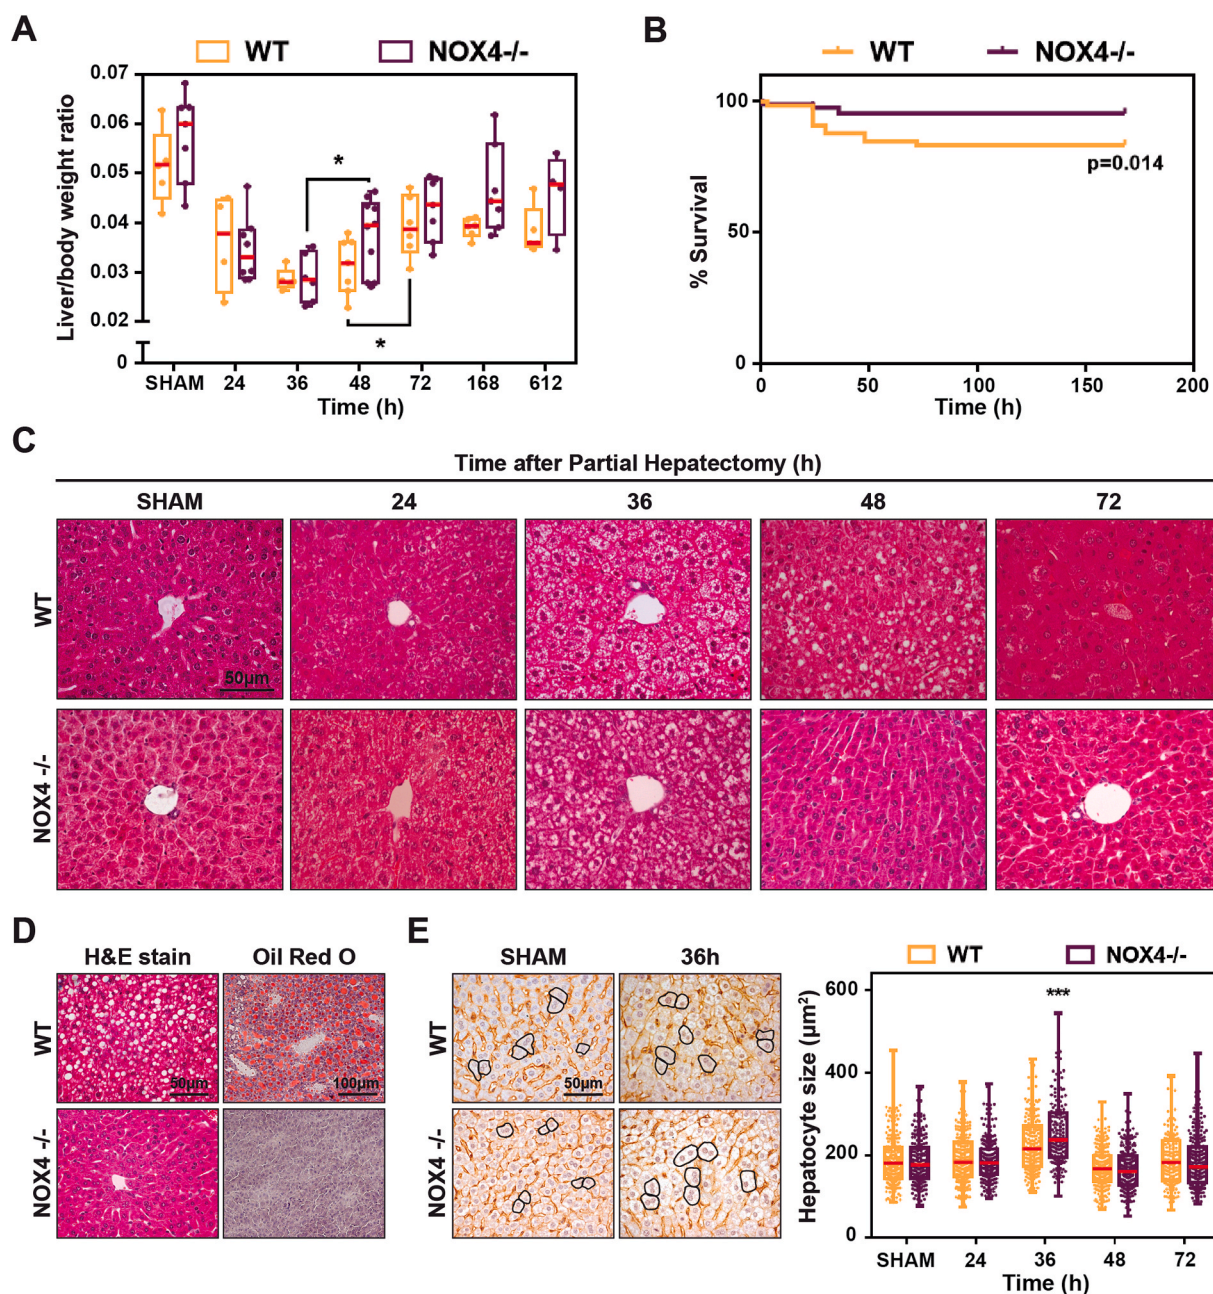 A
WT
NOX4-/-
Liver/body weight ratio
0.07
0.06
0.05
0.04
0.03
0.02
0
*
*
SHAM 24 36 48 72 168 612
Time (h)
B
WT
NOX4-/-
% Survival
100
50
0
p=0.014
0 50 100 150 200
Time (h)
C
Time after Partial Hepatectomy (h)
SHAM 24 36 48 72
WT
50µm
NOX4 -/-
D
H&E stain
Oil Red O
WT
50µm
100µm
NOX4 -/-
E
SHAM
36h
WT
50µm
NOX4 -/-
WT
NOX4-/-
Hepatocyte size (µm²)
600
400
200
0
***
SHAM 24 36 48 72
Time (h)